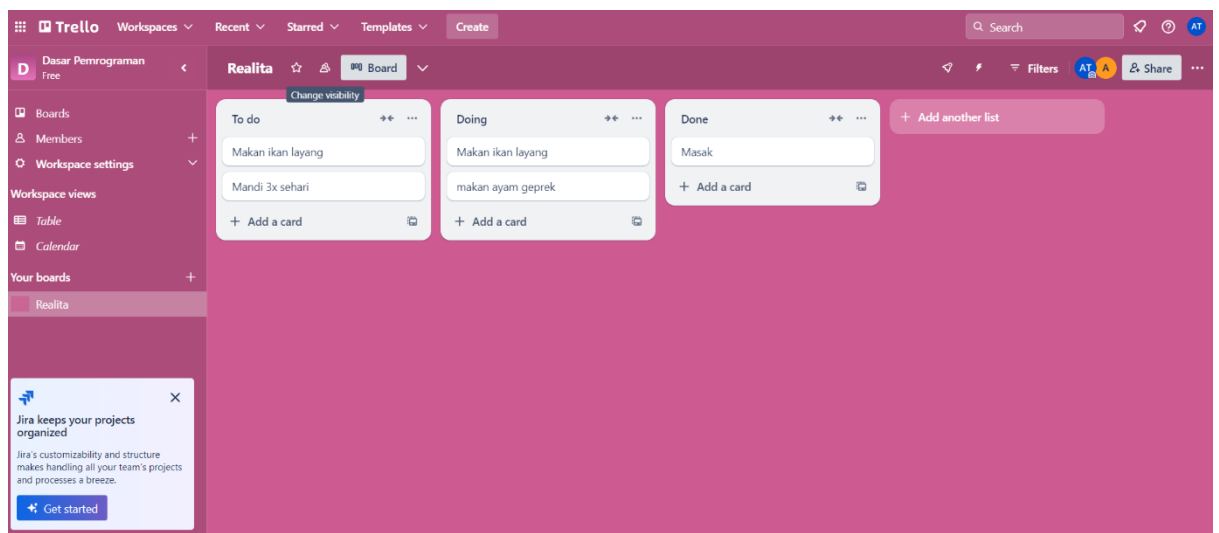 Trello Workspaces Recent Starred Templates Create Search AT
D Dasar Pemrograman
Free
Realita Board Filters AT A Share
Change visibility
Boards
Members
Workspace settings
Workspace views
Table
Calendar
Your boards
Realita
To do
Makan ikan layang
Mandi 3x sehari
+ Add a card
Doing
Makan ikan layang
makan ayam geprek
+ Add a card
Done
Masak
+ Add a card
+ Add another list
Jira keeps your projects
organized
Jira's customizability and structure
makes handling all your team's projects
and processes a breeze.
Get started